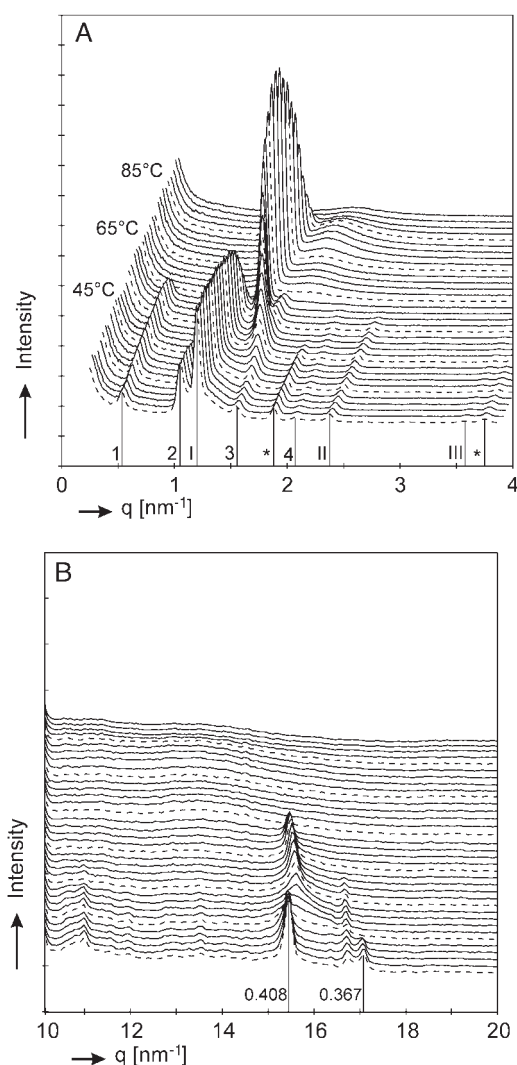 A
85°C
65°C
45°C
Intensity
1 2 I 3 * 4 II III *
0 1 2 3 4
q [nm⁻¹]
B
Intensity
0.408 0.367
10 12 14 16 18 20
q [nm⁻¹]